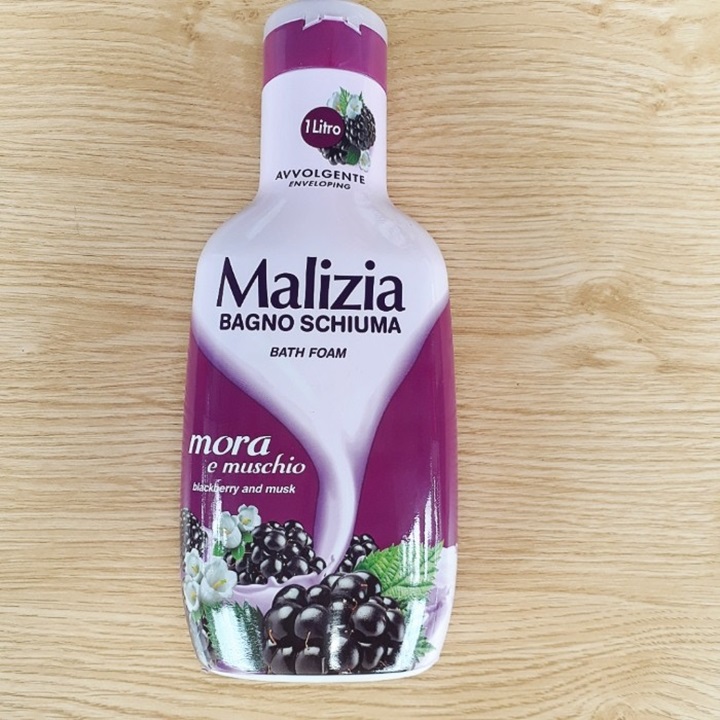 1 Litro
AVVOLGENTE
ENVELOPING
Malizia
BAGNO SCHIUMA
BATH FOAM
mora
e muschio
blackberry and musk